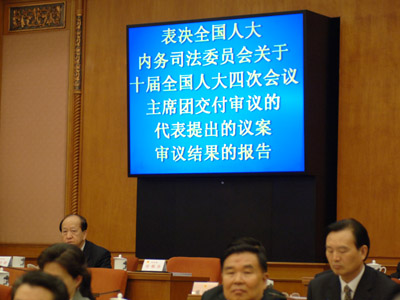 表决全国人大
内务司法委员会关于
十届全国人大四次会议
主席团交付审议的
代表提出的议案
审议结果的报告